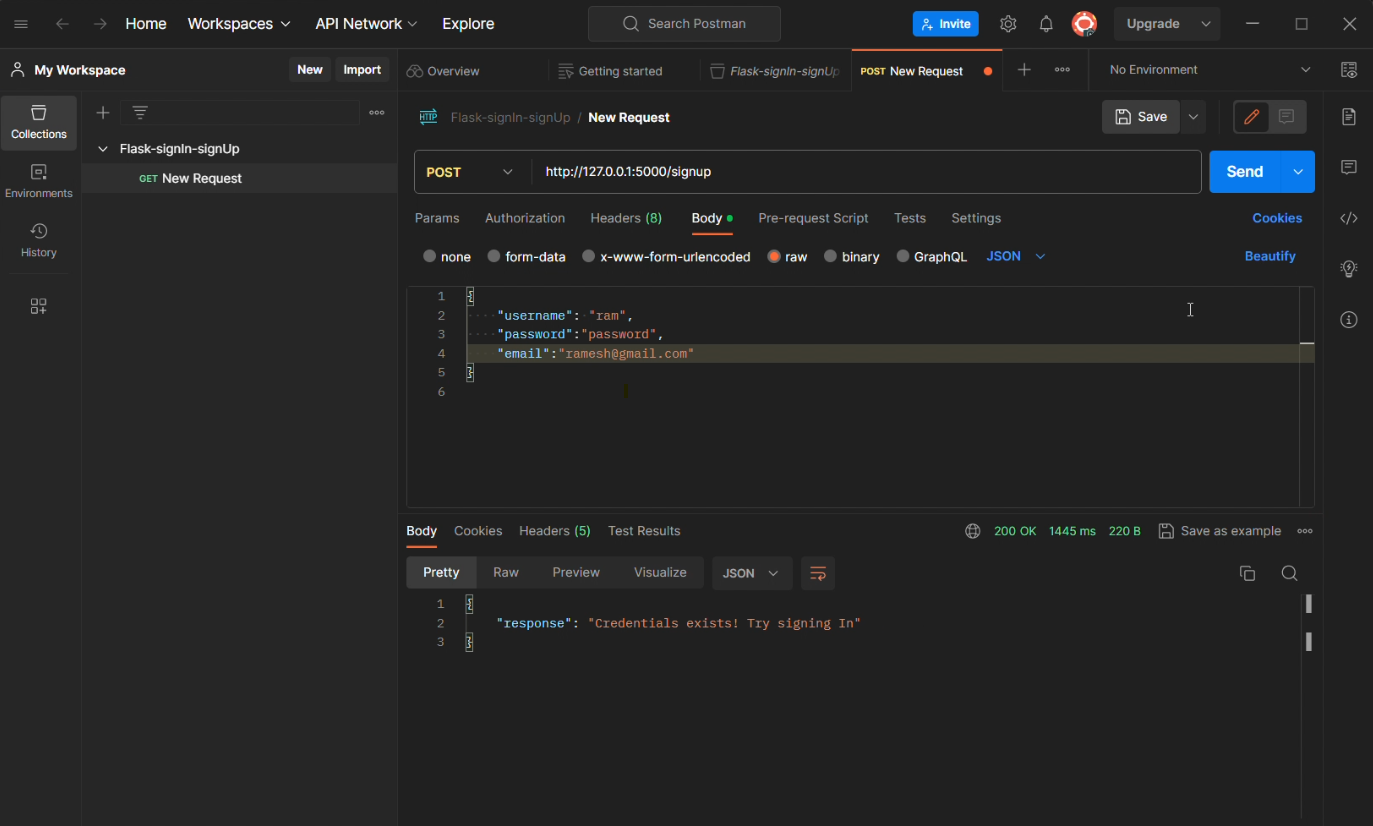 Home Workspaces API Network Explore Search Postman Invite Upgrade
My Workspace New Import Overview Getting started Flask-signIn-signUp POST New Request No Environment
Collections
Flask-signIn-signUp
GET New Request
Environments
History
HTTP Flask-signIn-signUp / New Request Save
POST http://127.0.0.1:5000/signup Send
Params Authorization Headers (8) Body Pre-request Script Tests Settings Cookies
none form-data x-www-form-urlencoded raw binary GraphQL JSON Beautify
1 {
2 "username": "ram",
3 "password":"password",
4 "email":"ramesh@gmail.com"
5 }
6
Body Cookies Headers (5) Test Results 200 OK 1445 ms 220 B Save as example
Pretty Raw Preview Visualize JSON
1 {
2 "response": "Credentials exists! Try signing In"
3 }